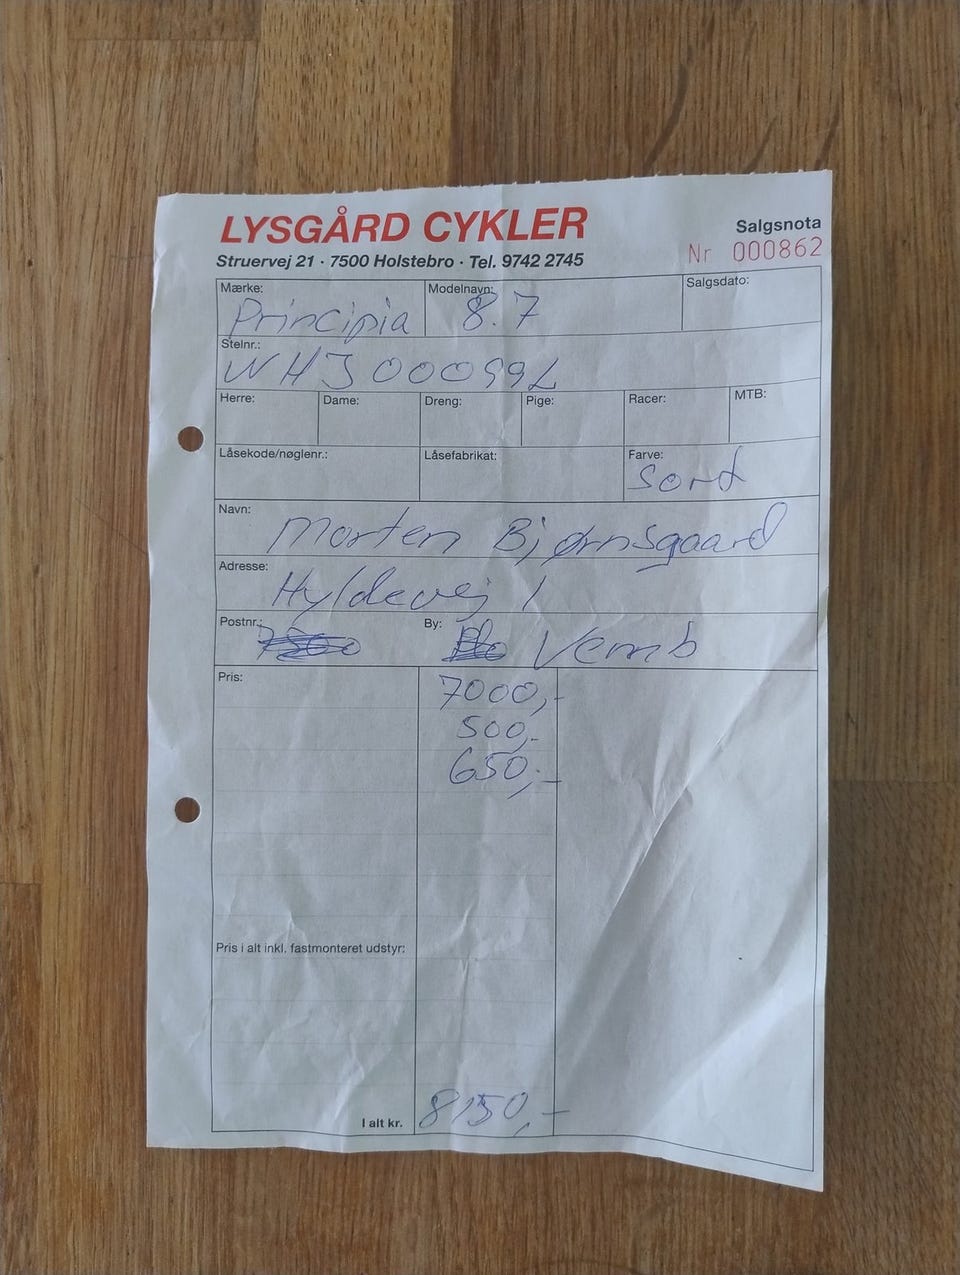 LYSGÅRD CYKLER
Struervej 21 · 7500 Holstebro · Tel. 9742 2745
Salgsnota
Nr 000862
Mærke: Principia
Modelnavn: 8.7
Salgsdato:
Stelnr.: WHJ000099L
Herre: Dame: Dreng: Pige: Racer: MTB:
Låsekode/nøglenr.: Låsefabrikat: Farve: Sort
Navn: Morten Bjørnsgaard
Adresse: Hyldevej 1
Postnr.: By: Vemb
Pris: 7000,-
500,-
650,-
Pris i alt inkl. fastmonteret udstyr:
I alt kr. 8150,-